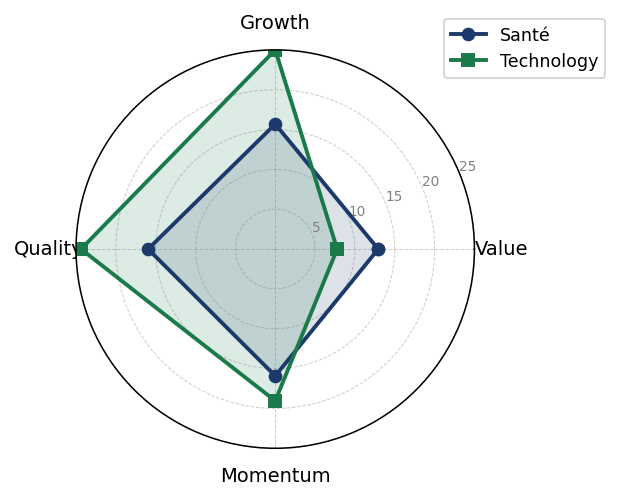 Growth
Santé
Technology
25
20
15
10
5
Quality
Value
Momentum